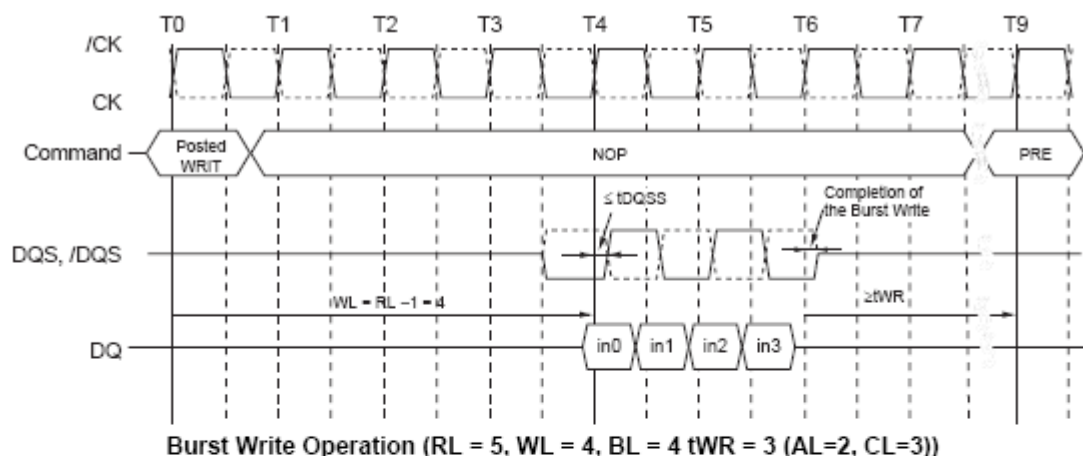 T0 T1 T2 T3 T4 T5 T6 T7 T9
/CK
CK
Command
Posted
WRIT
NOP
PRE
≤ tDQSS
Completion of
the Burst Write
DQS, /DQS
WL = RL –1 = 4
≥tWR
DQ
in0 in1 in2 in3
Burst Write Operation (RL = 5, WL = 4, BL = 4 tWR = 3 (AL=2, CL=3))